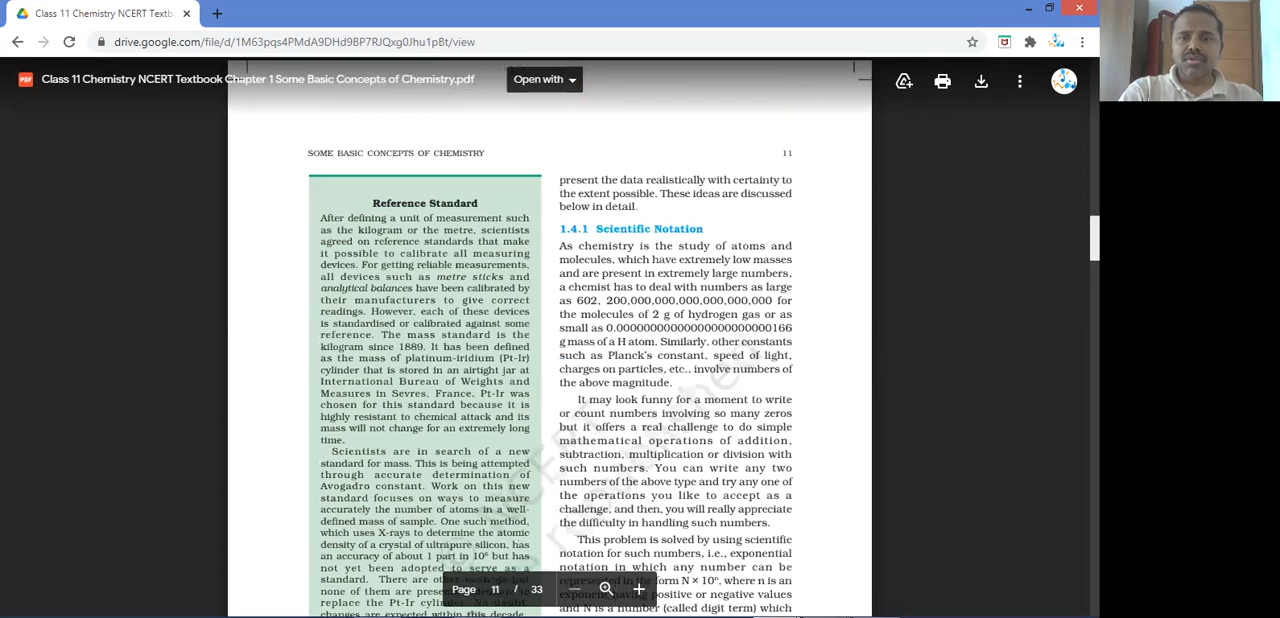 Class 11 Chemistry NCERT Textb
drive.google.com/file/d/1M63pqs4PMdA9DHd9BP7RJQxg0Jhu1pBt/view
Class 11 Chemistry NCERT Textbook Chapter 1 Some Basic Concepts of Chemistry.pdf
Open with
SOME BASIC CONCEPTS OF CHEMISTRY
11
Reference Standard
After defining a unit of measurement such
as the kilogram or the metre, scientists
agreed on reference standards that make
it possible to calibrate all measuring
devices. For getting reliable measurements,
all devices such as metre sticks and
analytical balances have been calibrated by
their manufacturers to give correct
readings. However, each of these devices
is standardised or calibrated against some
reference. The mass standard is the
kilogram since 1889. It has been defined
as the mass of platinum-iridium (Pt-Ir)
cylinder that is stored in an airtight jar at
International Bureau of Weights and
Measures in Sevres, France. Pt-Ir was
chosen for this standard because it is
highly resistant to chemical attack and its
mass will not change for an extremely long
time.
Scientists are in search of a new
standard for mass. This is being attempted
through accurate determination of
Avogadro constant. Work on this new
standard focuses on ways to measure
accurately the number of atoms in a well-
defined mass of sample. One such method,
which uses X-rays to determine the atomic
density of a crystal of ultrapure silicon, has
an accuracy of about 1 part in 10⁶ but has
not yet been adopted to serve as a
standard. There are other
none of them are
replace the Pt-Ir
changes are expected within this decade.
present the data realistically with certainty to
the extent possible. These ideas are discussed
below in detail.
1.4.1 Scientific Notation
As chemistry is the study of atoms and
molecules, which have extremely low masses
and are present in extremely large numbers,
a chemist has to deal with numbers as large
as 602, 200,000,000,000,000,000,000 for
the molecules of 2 g of hydrogen gas or as
small as 0.00000000000000000000000166
g mass of a H atom. Similarly, other constants
such as Planck's constant, speed of light,
charges on particles, etc., involve numbers of
the above magnitude.
It may look funny for a moment to write
or count numbers involving so many zeros
but it offers a real challenge to do simple
mathematical operations of addition,
subtraction, multiplication or division with
such numbers. You can write any two
numbers of the above type and try any one of
the operations you like to accept as a
challenge, and then, you will really appreciate
the difficulty in handling such numbers.
This problem is solved by using scientific
notation for such numbers, i.e., exponential
notation in which any number can be
represented in the form N × 10ⁿ, where n is an
exponent having positive or negative values
and N is a number (called digit term) which
Page 11 / 33